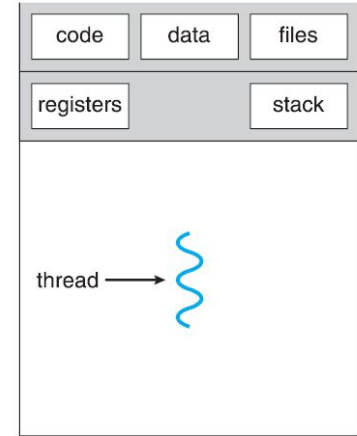 code data files
registers stack
thread